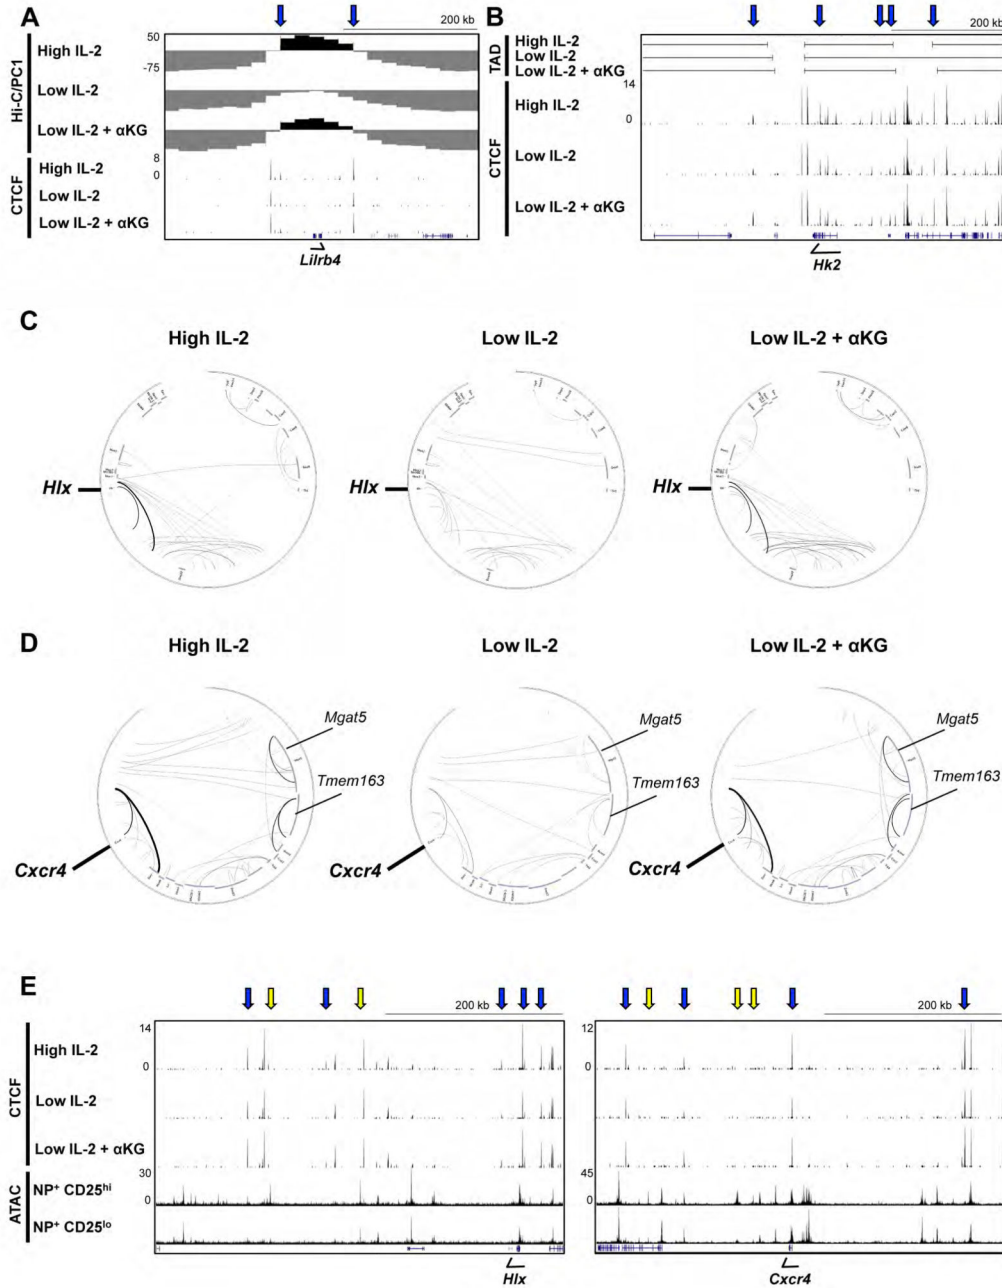 A
200 kb
Hi-C/PC1
High IL-2
50
-75
Low IL-2
Low IL-2 + αKG
CTCF
High IL-2
8
0
Low IL-2
Low IL-2 + αKG
Lilrb4
B
200 kb
TAD
High IL-2
Low IL-2
Low IL-2 + αKG
CTCF
14
High IL-2
0
Low IL-2
Low IL-2 + αKG
Hk2
C
High IL-2
Low IL-2
Low IL-2 + αKG
Hlx
Hlx
Hlx
D
High IL-2
Low IL-2
Low IL-2 + αKG
Mgat5
Mgat5
Mgat5
Tmem163
Tmem163
Tmem163
Cxcr4
Cxcr4
Cxcr4
E
200 kb
200 kb
CTCF
14
12
High IL-2
0
0
Low IL-2
Low IL-2 + αKG
ATAC
30
45
NP+ CD25hi
0
0
NP+ CD25lo
Hlx
Cxcr4